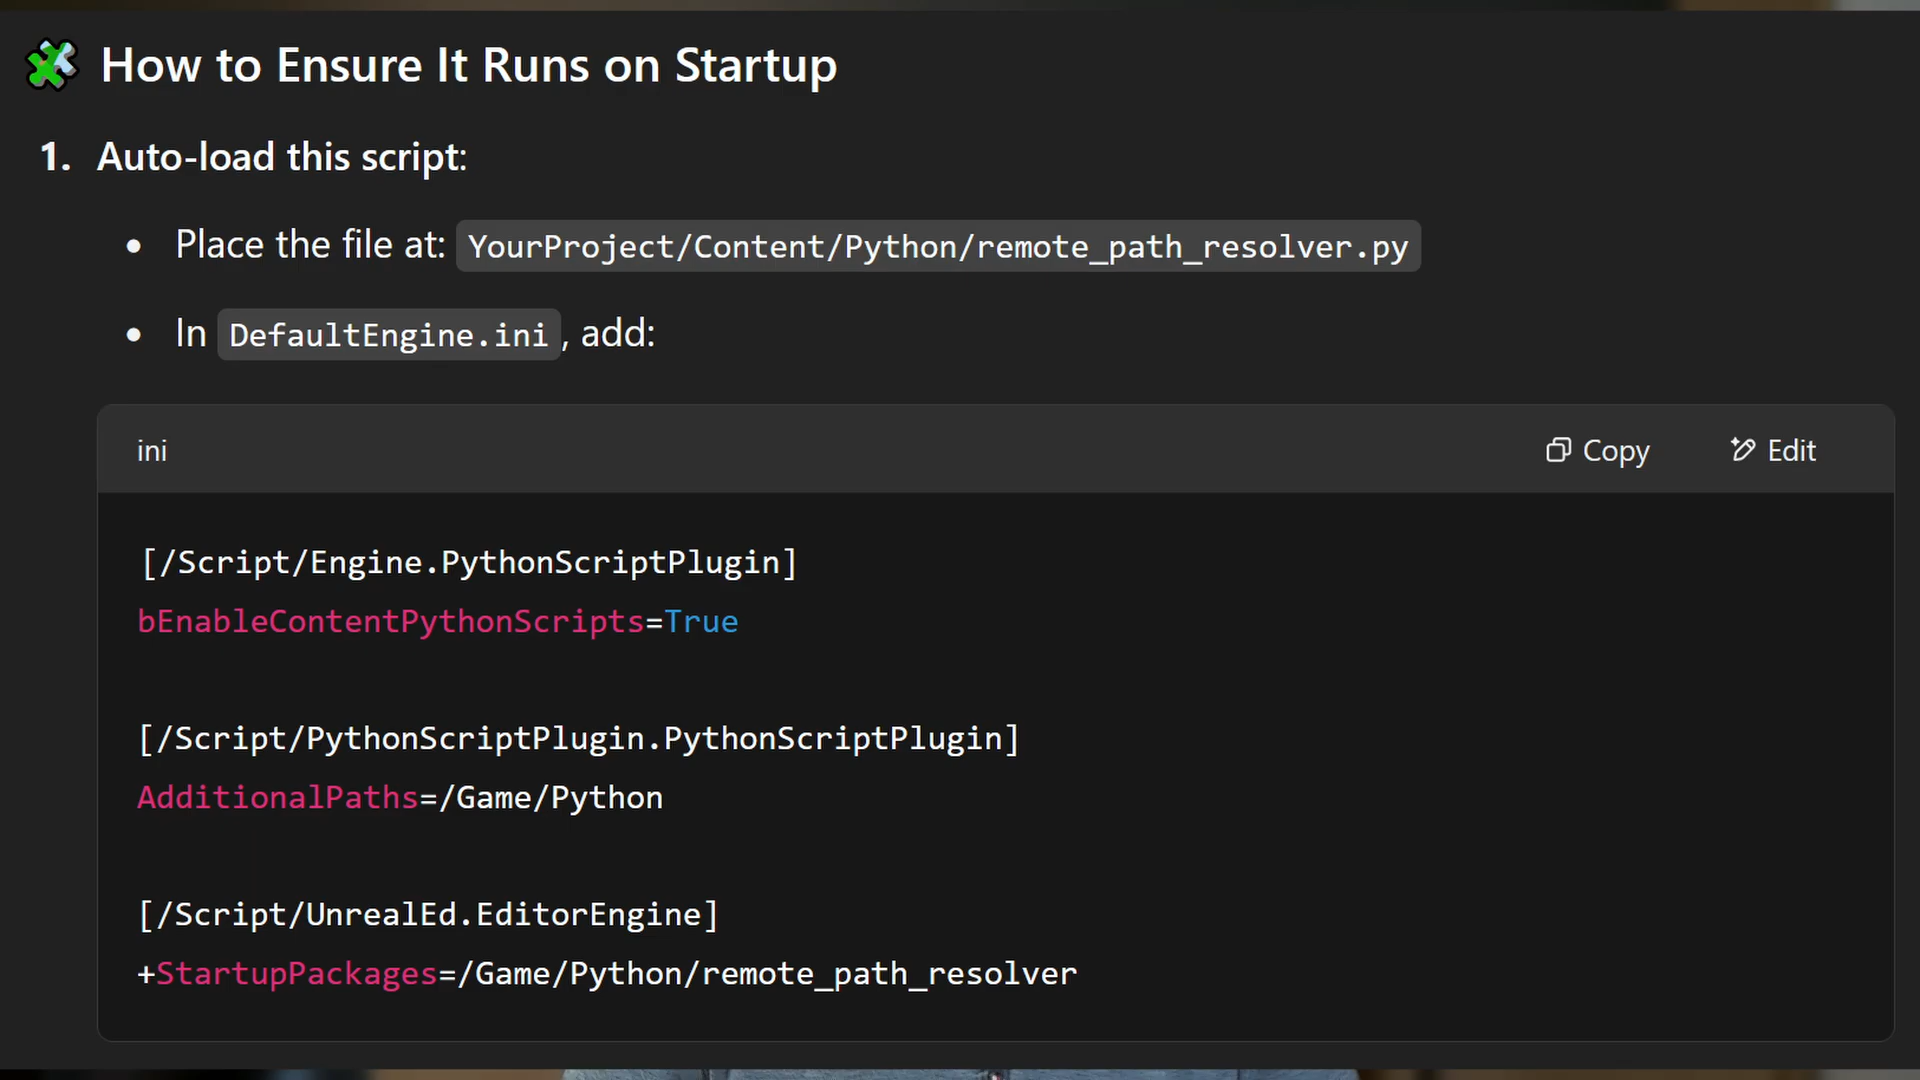 How to Ensure It Runs on Startup
1. Auto-load this script:
• Place the file at: YourProject/Content/Python/remote_path_resolver.py
• In DefaultEngine.ini, add:
ini Copy Edit
[/Script/Engine.PythonScriptPlugin]
bEnableContentPythonScripts=True
[/Script/PythonScriptPlugin.PythonScriptPlugin]
AdditionalPaths=/Game/Python
[/Script/UnrealEd.EditorEngine]
+StartupPackages=/Game/Python/remote_path_resolver